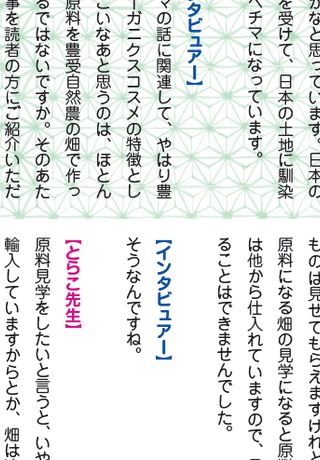 かなと思っています。日本の
を受けて、日本の土地に馴染
ヘチマになっています。
タビュアー】
マの話に関連して、やはり豊
ーガニクスコスメの特徴とし
ごいなあと思うのは、ほとん
原料を豊受自然農の畑で作っ
るではないですか。そのあた
事を読者の方にご紹介いただ
ものは見せてもらえますけれど
原料になる畑の見学になると原料
は他から仕入れていますので、
ることはできませんでした。
【インタビュアー】
そうなんですね。
【とらこ先生】
原料見学をしたいと言うと、いや
輸入していますからとか、畑は